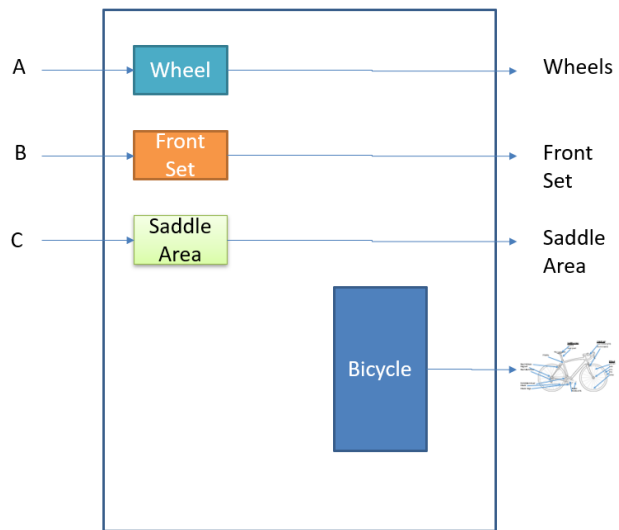 A
Wheel
Wheels
B
Front
Set
Front
Set
C
Saddle
Area
Saddle
Area
Bicycle